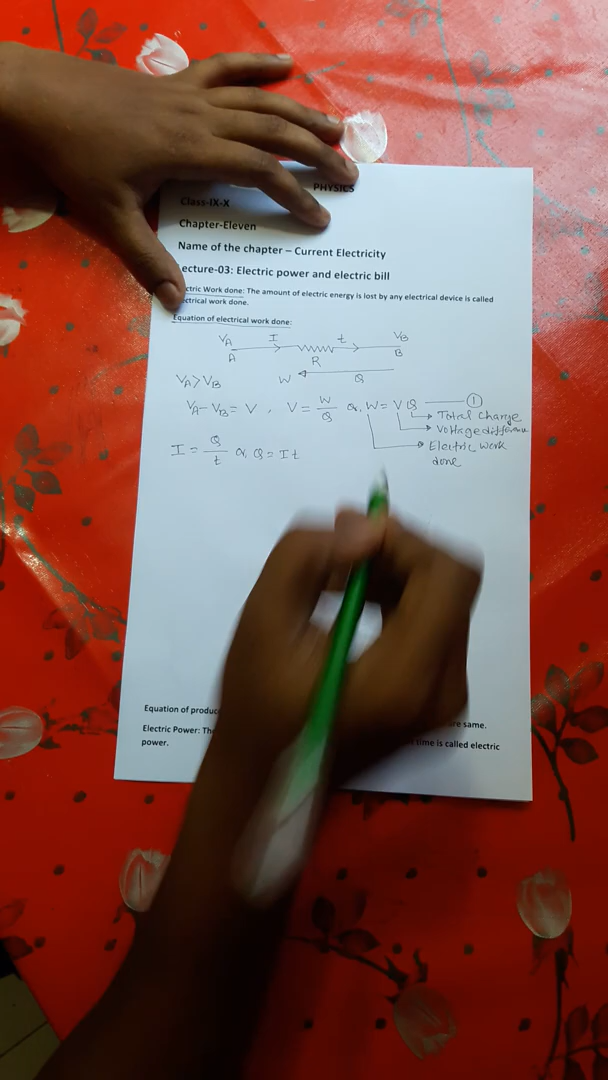 PHYSICS
Class-IX-X
Chapter-Eleven
Name of the chapter – Current Electricity
ecture-03: Electric power and electric bill
ctric Work done: The amount of electric energy is lost by any electrical device is called
ectrical work done.
Equation of electrical work done:
VA I t VB
A R B
VA > VB W Q
VA - VB = V , V = W/Q or, W = VQ ①
Total charge
Voltage difference
Electric work
done
I = Q/t or, Q = It
Equation of produc re same.
Electric Power: Th time is called electric
power.